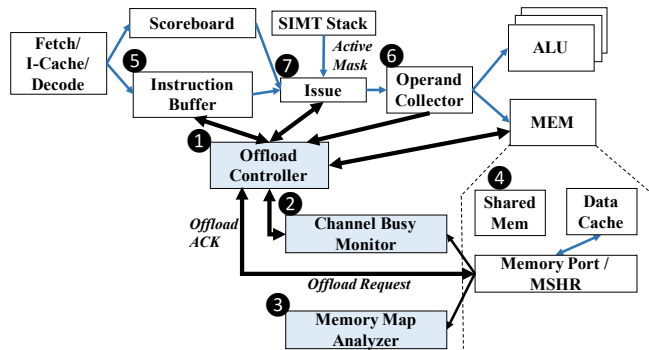 Scoreboard
SIMT Stack
Fetch/
I-Cache/
Decode
Active
Mask
ALU
5
Instruction
Buffer
7
Issue
6
Operand
Collector
MEM
1
Offload
Controller
4
Shared
Mem
Data
Cache
Offload
ACK
2
Channel Busy
Monitor
Memory Port /
MSHR
Offload Request
3
Memory Map
Analyzer